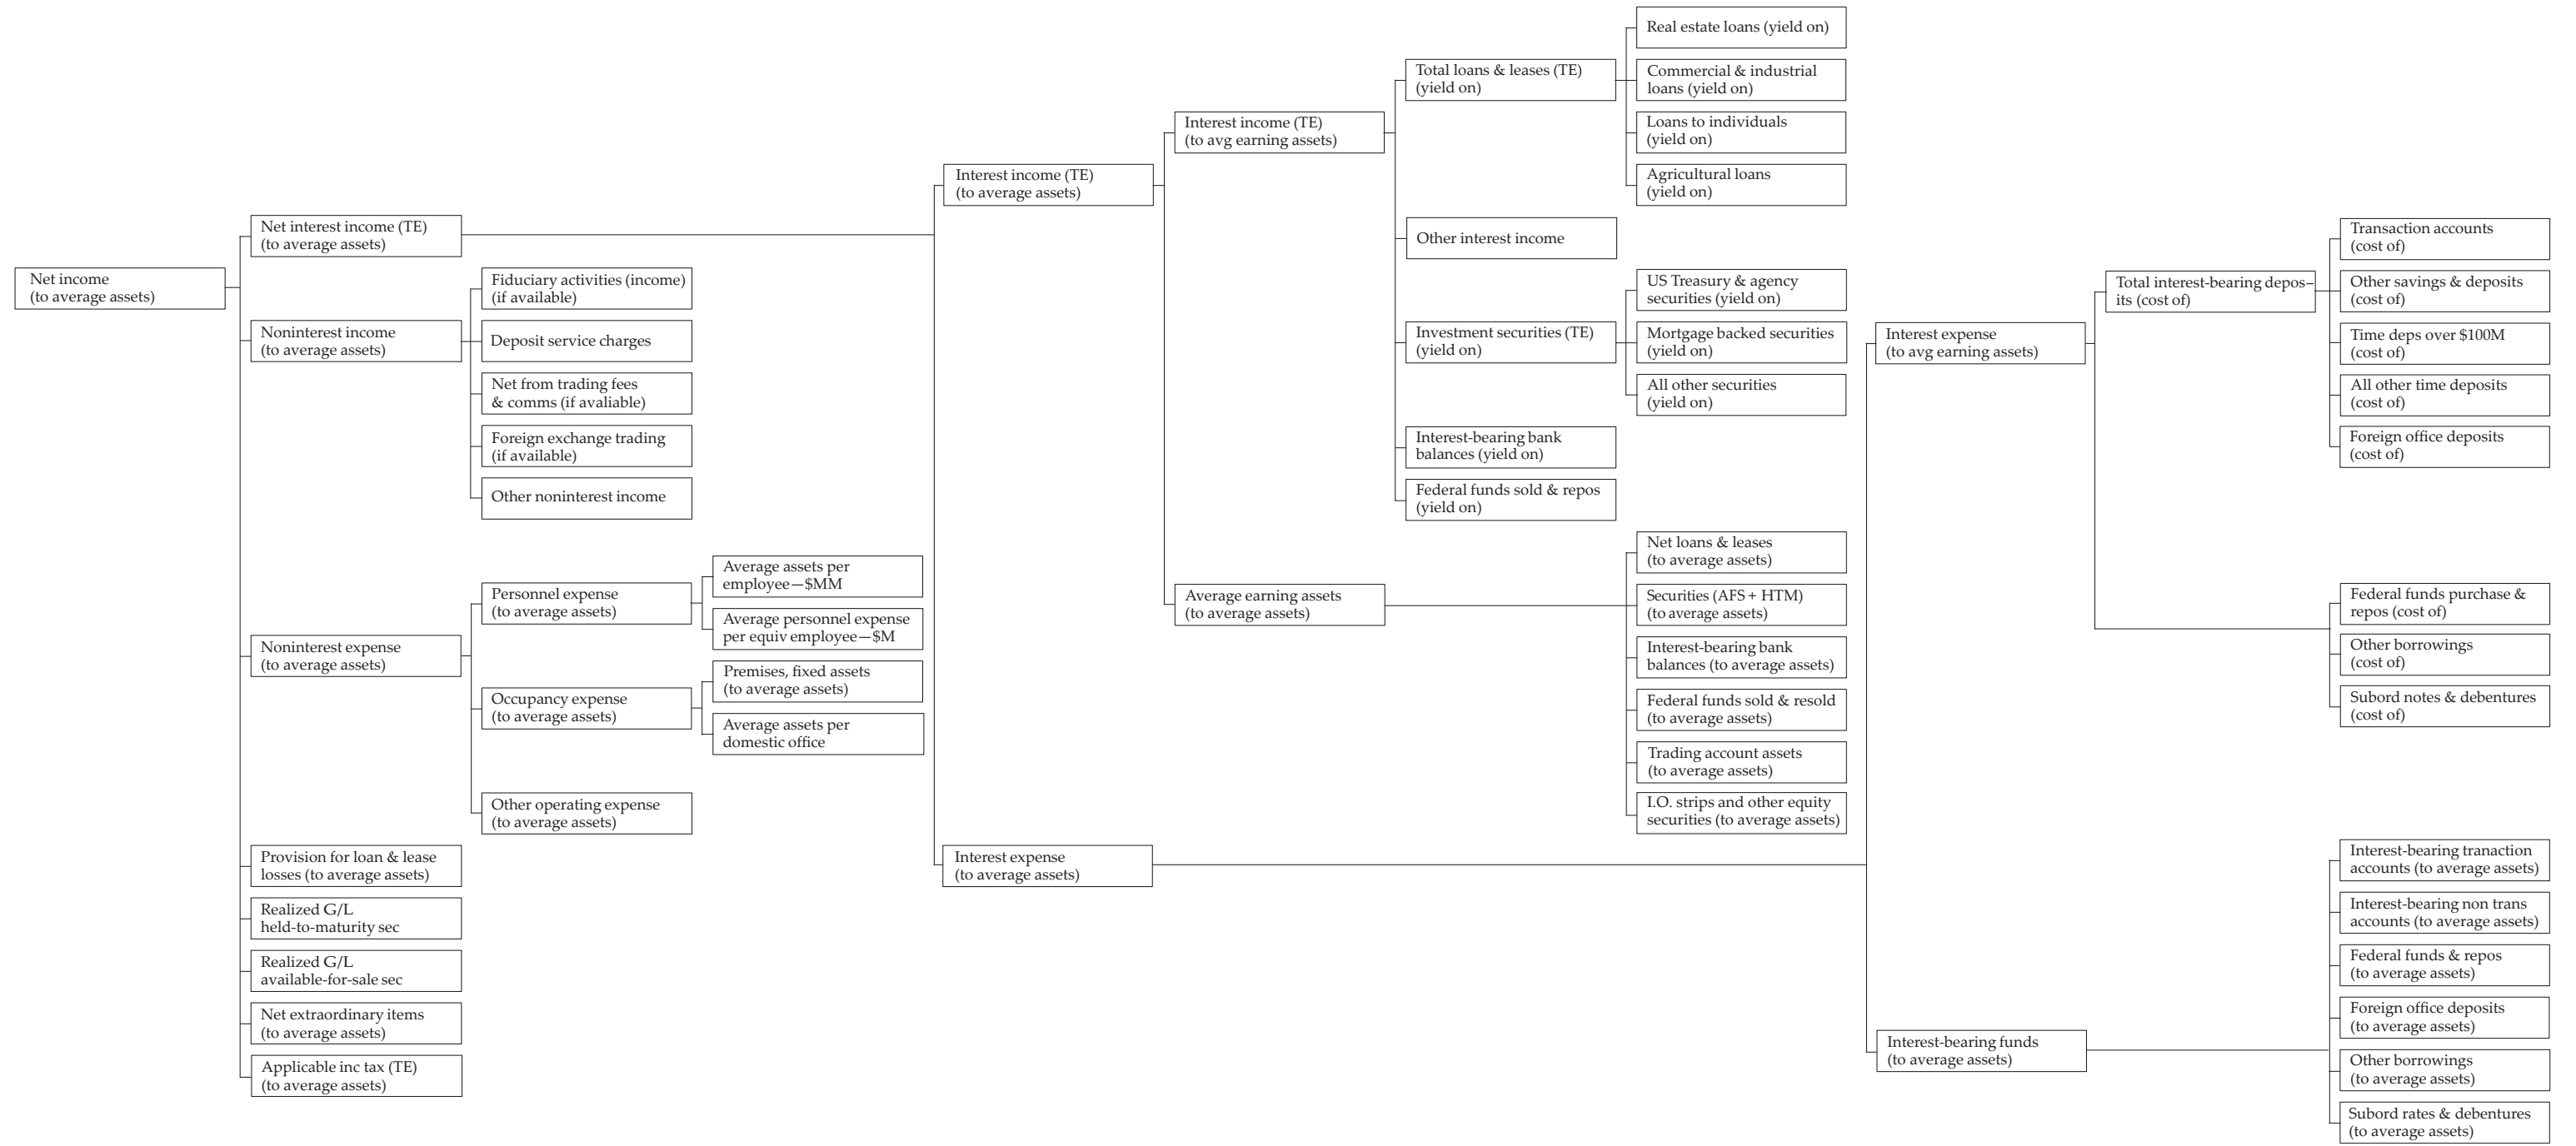 Net income
(to average assets)
Net interest income (TE)
(to average assets)
Noninterest income
(to average assets)
Fiduciary activities (income)
(if available)
Deposit service charges
Net from trading fees
& comms (if avaliable)
Foreign exchange trading
(if available)
Other noninterest income
Noninterest expense
(to average assets)
Personnel expense
(to average assets)
Average assets per
employee—$MM
Average personnel expense
per equiv employee—$M
Occupancy expense
(to average assets)
Premises, fixed assets
(to average assets)
Average assets per
domestic office
Other operating expense
(to average assets)
Provision for loan & lease
losses (to average assets)
Realized G/L
held-to-maturity sec
Realized G/L
available-for-sale sec
Net extraordinary items
(to average assets)
Applicable inc tax (TE)
(to average assets)
Interest income (TE)
(to average assets)
Interest income (TE)
(to avg earning assets)
Total loans & leases (TE)
(yield on)
Real estate loans (yield on)
Commercial & industrial
loans (yield on)
Loans to individuals
(yield on)
Agricultural loans
(yield on)
Other interest income
Investment securities (TE)
(yield on)
US Treasury & agency
securities (yield on)
Mortgage backed securities
(yield on)
All other securities
(yield on)
Interest-bearing bank
balances (yield on)
Federal funds sold & repos
(yield on)
Average earning assets
(to average assets)
Net loans & leases
(to average assets)
Securities (AFS + HTM)
(to average assets)
Interest-bearing bank
balances (to average assets)
Federal funds sold & resold
(to average assets)
Trading account assets
(to average assets)
I.O. strips and other equity
securities (to average assets)
Interest expense
(to average assets)
Interest expense
(to avg earning assets)
Total interest-bearing depos–
its (cost of)
Transaction accounts
(cost of)
Other savings & deposits
(cost of)
Time deps over $100M
(cost of)
All other time deposits
(cost of)
Foreign office deposits
(cost of)
Federal funds purchase &
repos (cost of)
Other borrowings
(cost of)
Subord notes & debentures
(cost of)
Interest-bearing funds
(to average assets)
Interest-bearing tranaction
accounts (to average assets)
Interest-bearing non trans
accounts (to average assets)
Federal funds & repos
(to average assets)
Foreign office deposits
(to average assets)
Other borrowings
(to average assets)
Subord rates & debentures
(to average assets)